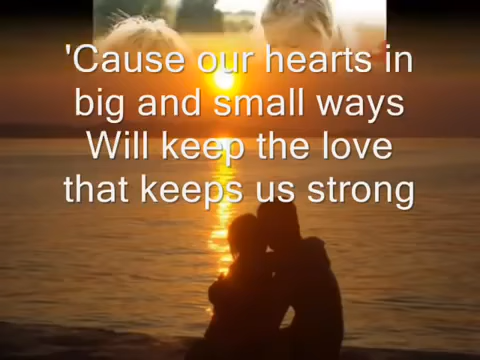 'Cause our hearts in
big and small ways
Will keep the love
that keeps us strong